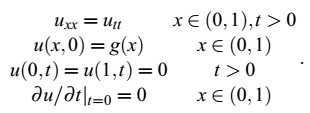 u_{xx} = u_{tt}    x ∈ (0, 1), t > 0
u(x, 0) = g(x)    x ∈ (0, 1)
u(0, t) = u(1, t) = 0    t > 0
∂u/∂t|_{t=0} = 0    x ∈ (0, 1)    .